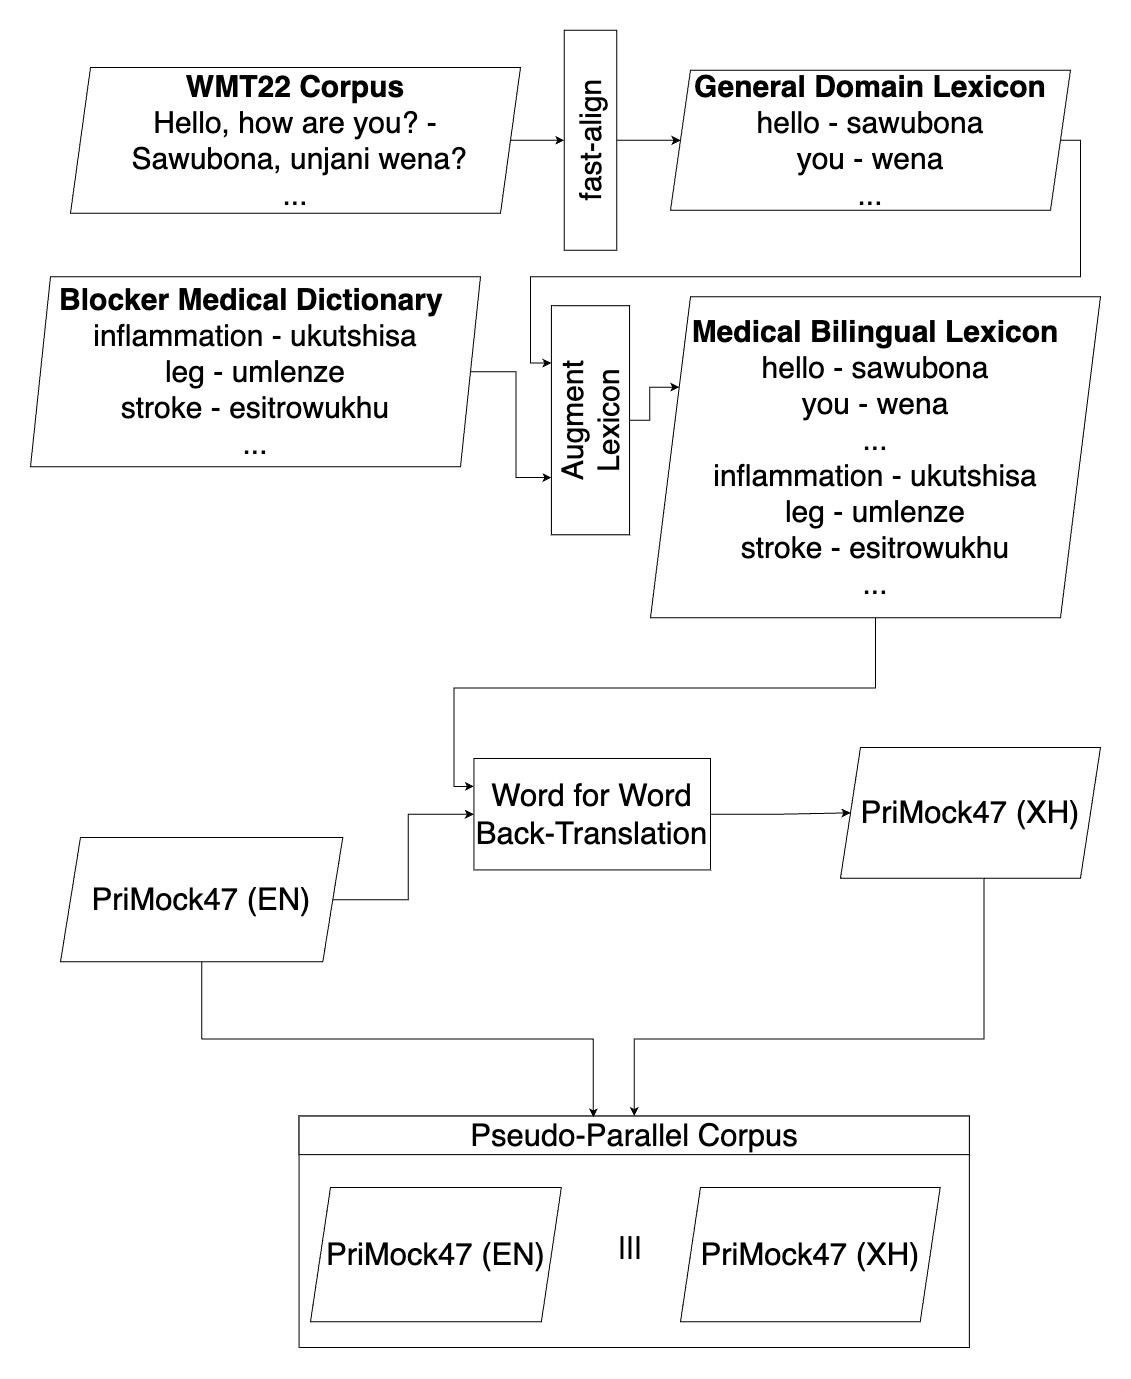 WMT22 Corpus
Hello, how are you? -
Sawubona, unjani wena?
...
fast-align
General Domain Lexicon
hello - sawubona
you - wena
...
Blocker Medical Dictionary
inflammation - ukutshisa
leg - umlenze
stroke - esitrowukhu
...
Augment
Lexicon
Medical Bilingual Lexicon
hello - sawubona
you - wena
...
inflammation - ukutshisa
leg - umlenze
stroke - esitrowukhu
...
Word for Word
Back-Translation
PriMock47 (XH)
PriMock47 (EN)
Pseudo-Parallel Corpus
PriMock47 (EN)
|||
PriMock47 (XH)